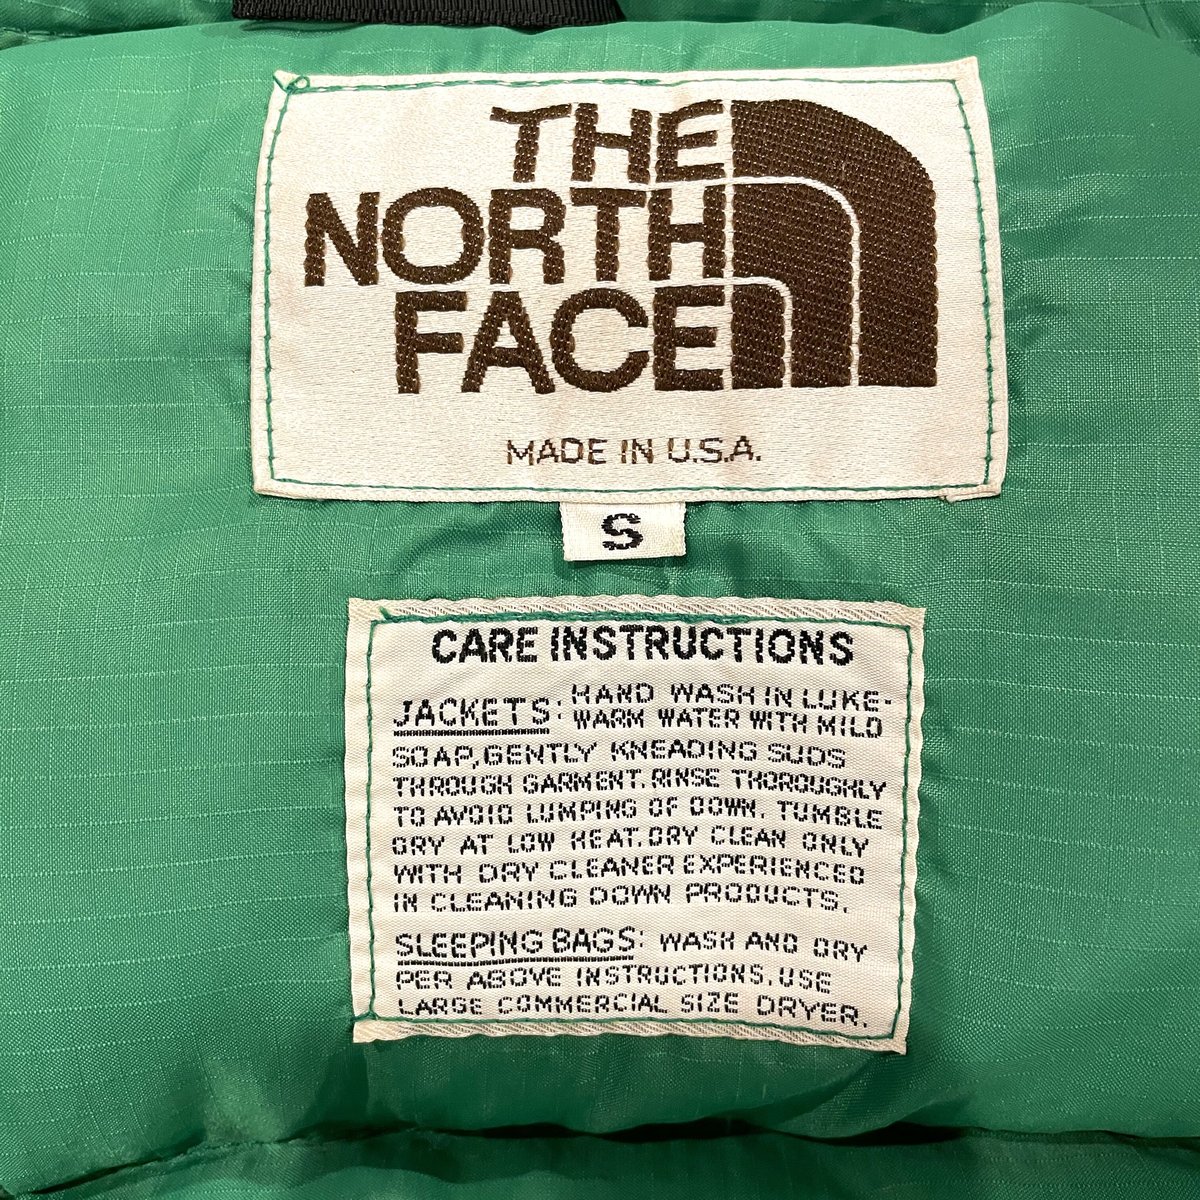 THE
NORTH
FACE
MADE IN U.S.A.
S
CARE INSTRUCTIONS
JACKETS: HAND WASH IN LUKE-
WARM WATER WITH MILD
SOAP, GENTLY KNEADING SUDS
THROUGH GARMENT. RINSE THOROUGHLY
TO AVOID LUMPING OF DOWN. TUMBLE
DRY AT LOW HEAT. DRY CLEAN ONLY
WITH DRY CLEANER EXPERIENCED
IN CLEANING DOWN PRODUCTS.
SLEEPING BAGS: WASH AND DRY
PER ABOVE INSTRUCTIONS. USE
LARGE COMMERCIAL SIZE DRYER.